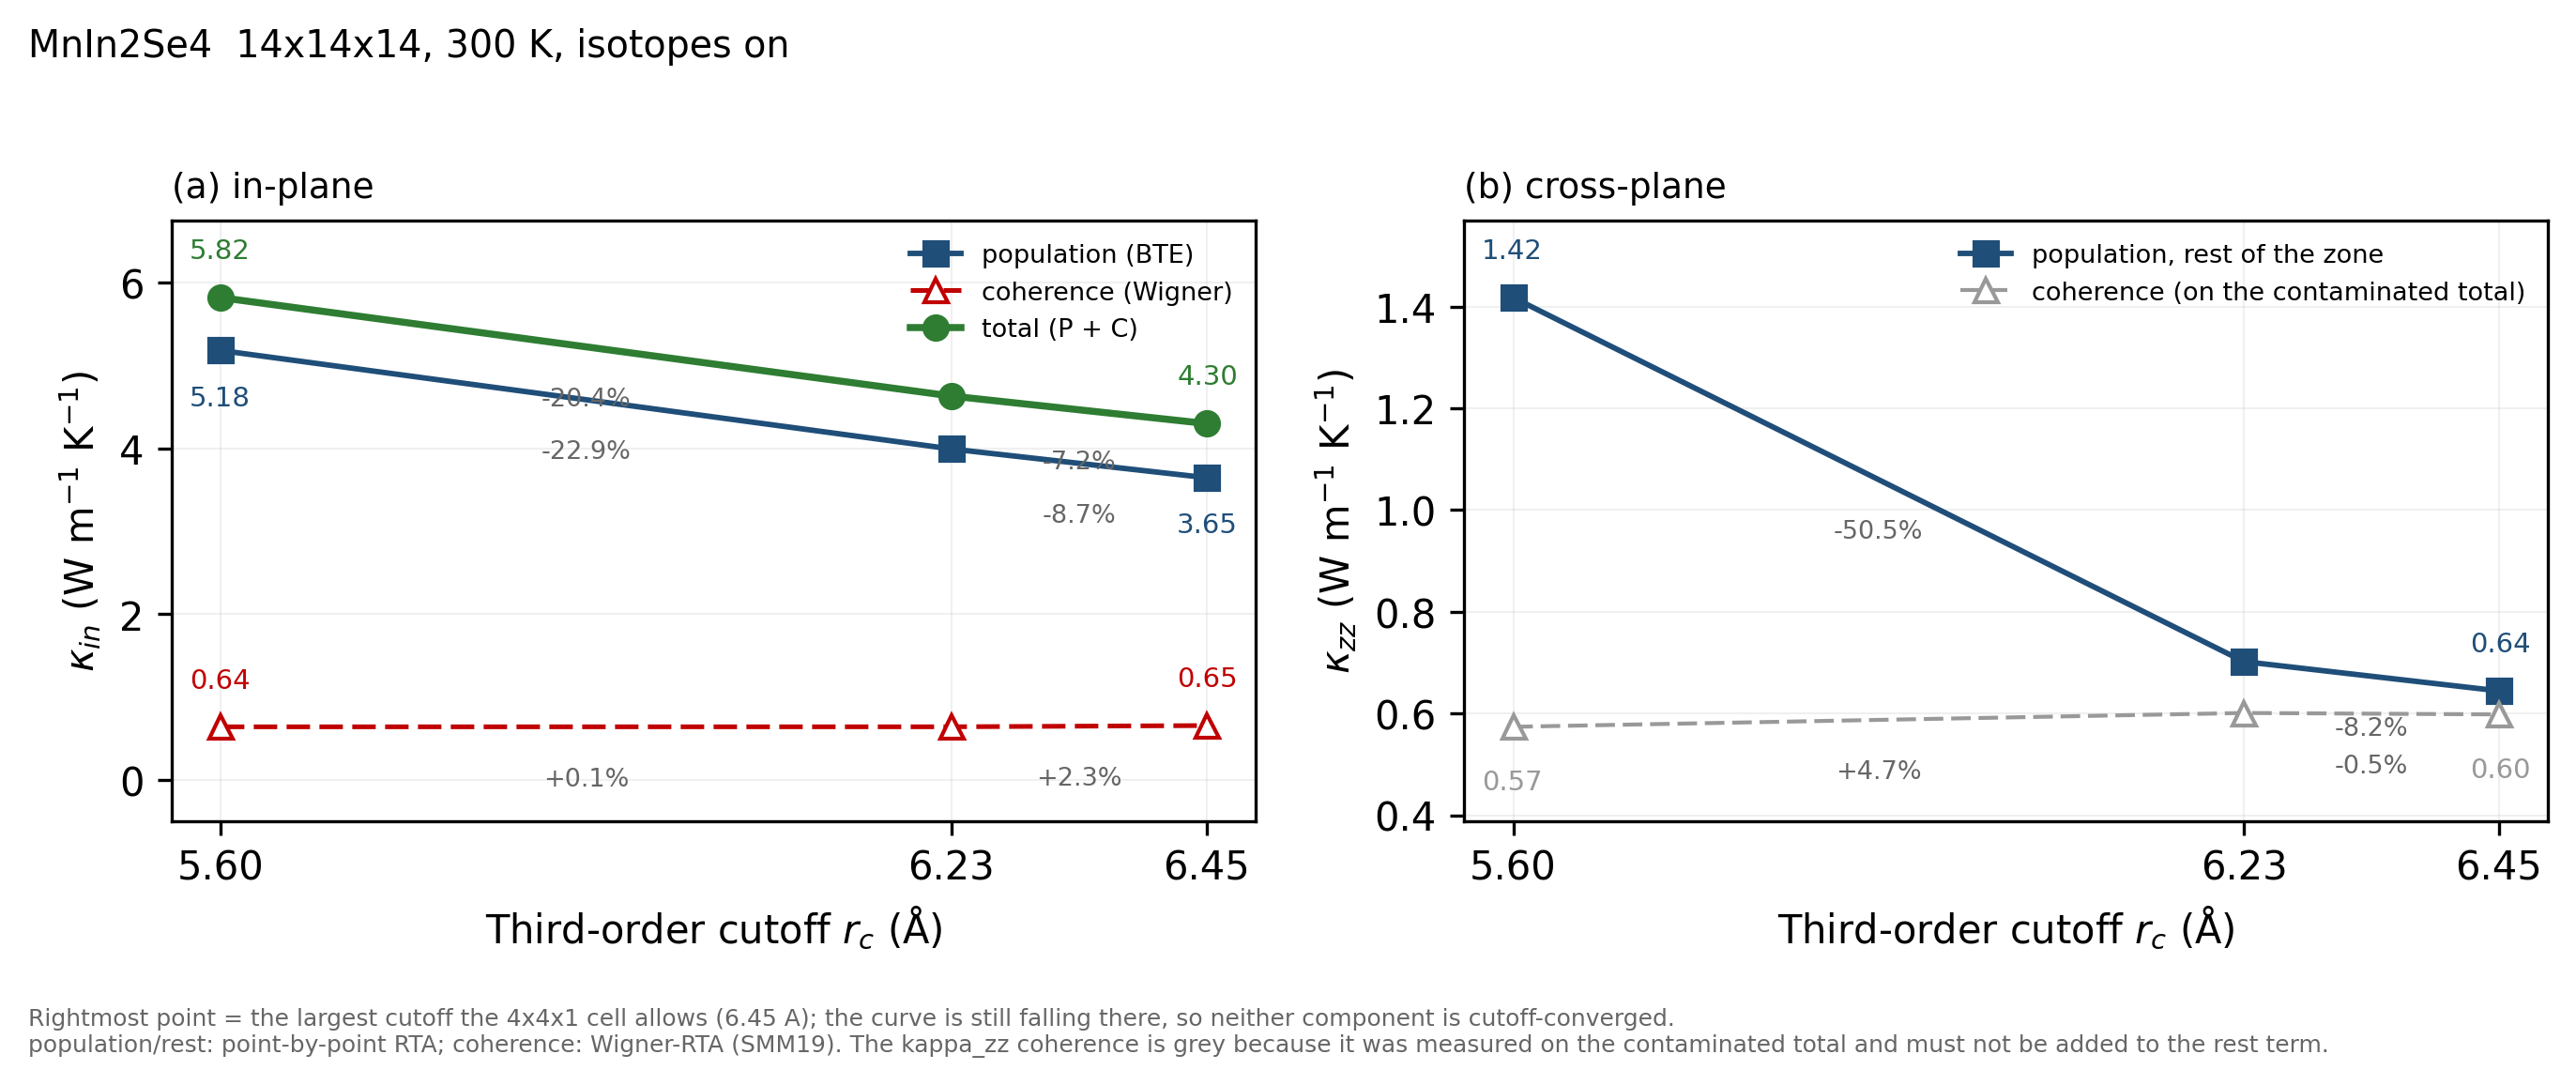 MnIn2Se4  14x14x14, 300 K, isotopes on
(a) in-plane
5.82
population (BTE)
coherence (Wigner)
total (P + C)
6
4
2
0
κin (W m−1 K−1)
5.18
-20.4%
-22.9%
4.30
-7.2%
-8.7%
3.65
0.64
0.65
+0.1%
+2.3%
5.60
6.23
6.45
Third-order cutoff rc (Å)
(b) cross-plane
1.42
population, rest of the zone
coherence (on the contaminated total)
1.4
1.2
1.0
0.8
0.6
0.4
κzz (W m−1 K−1)
-50.5%
0.64
-8.2%
-0.5%
0.57
+4.7%
0.60
5.60
6.23
6.45
Third-order cutoff rc (Å)
Rightmost point = the largest cutoff the 4x4x1 cell allows (6.45 A); the curve is still falling there, so neither component is cutoff-converged.
population/rest: point-by-point RTA; coherence: Wigner-RTA (SMM19). The kappa_zz coherence is grey because it was measured on the contaminated total and must not be added to the rest term.